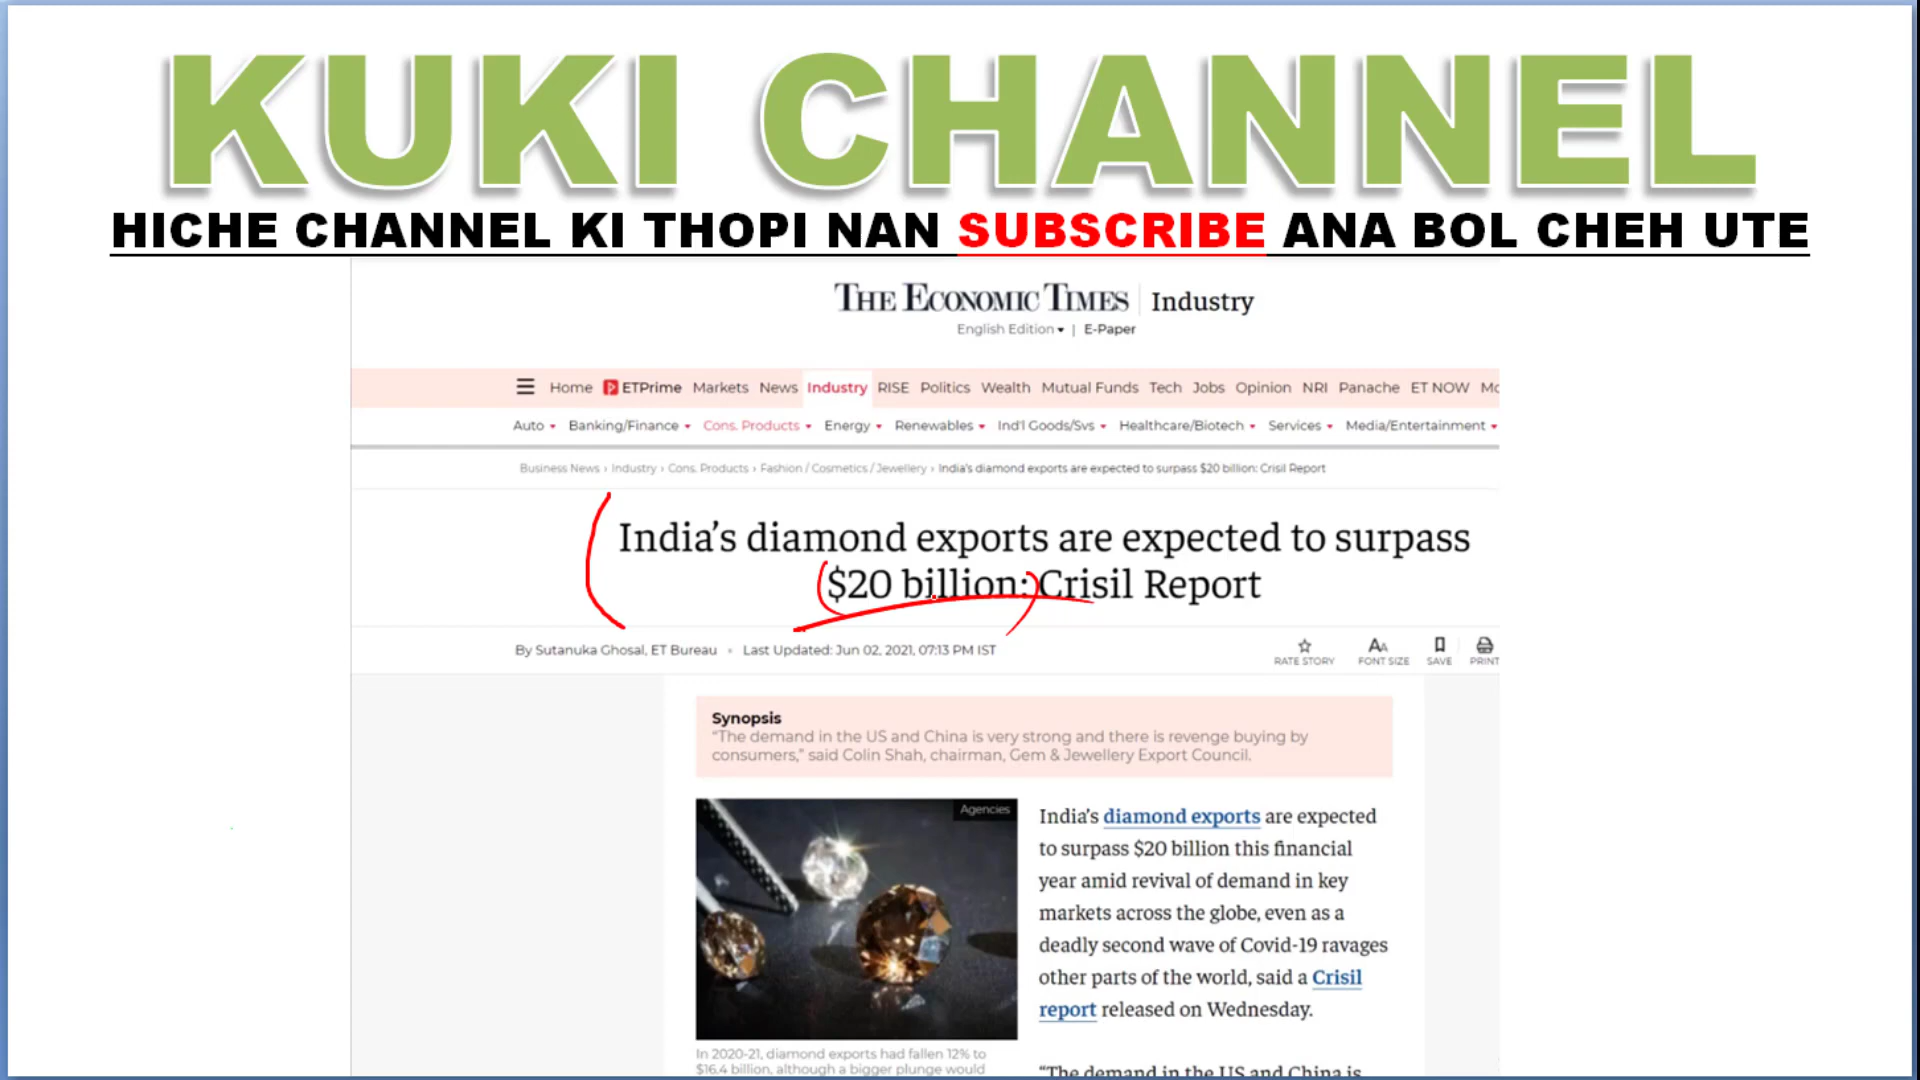 KUKI CHANNEL
HICHE CHANNEL KI THOPI NAN SUBSCRIBE ANA BOL CHEH UTE
THE ECONOMIC TIMES | Industry
English Edition ▾ | E-Paper
Home ETPrime Markets News Industry RISE Politics Wealth Mutual Funds Tech Jobs Opinion NRI Panache ET NOW Mo
Auto Banking/Finance Cons. Products Energy Renewables Ind'l Goods/Svs Healthcare/Biotech Services Media/Entertainment
Business News › Industry › Cons. Products › Fashion / Cosmetics / Jewellery › India's diamond exports are expected to surpass $20 billion: Crisil Report
India's diamond exports are expected to surpass
$20 billion: Crisil Report
By Sutanuka Ghosal, ET Bureau • Last Updated: Jun 02, 2021, 07:13 PM IST
RATE STORY FONT SIZE SAVE PRINT
Synopsis
"The demand in the US and China is very strong and there is revenge buying by
consumers," said Colin Shah, chairman, Gem & Jewellery Export Council.
Agencies
In 2020-21, diamond exports had fallen 12% to
$16.4 billion, although a bigger plunge would
India's diamond exports are expected
to surpass $20 billion this financial
year amid revival of demand in key
markets across the globe, even as a
deadly second wave of Covid-19 ravages
other parts of the world, said a Crisil
report released on Wednesday.
"The demand in the US and China is